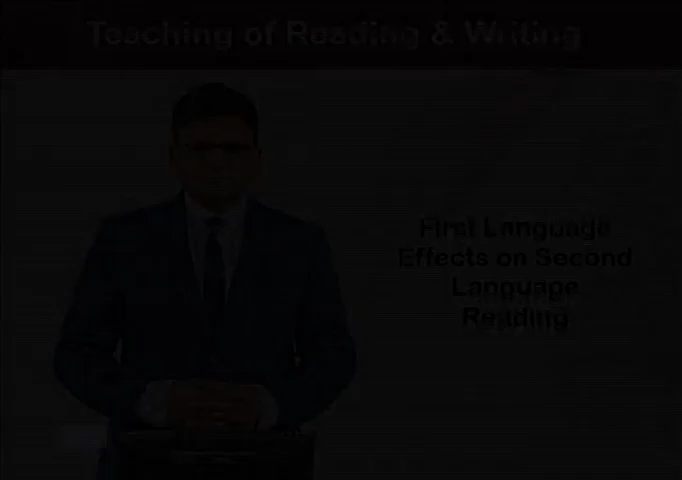 Teaching of Reading & Writing
First Language
Effects on Second
Language
Reading